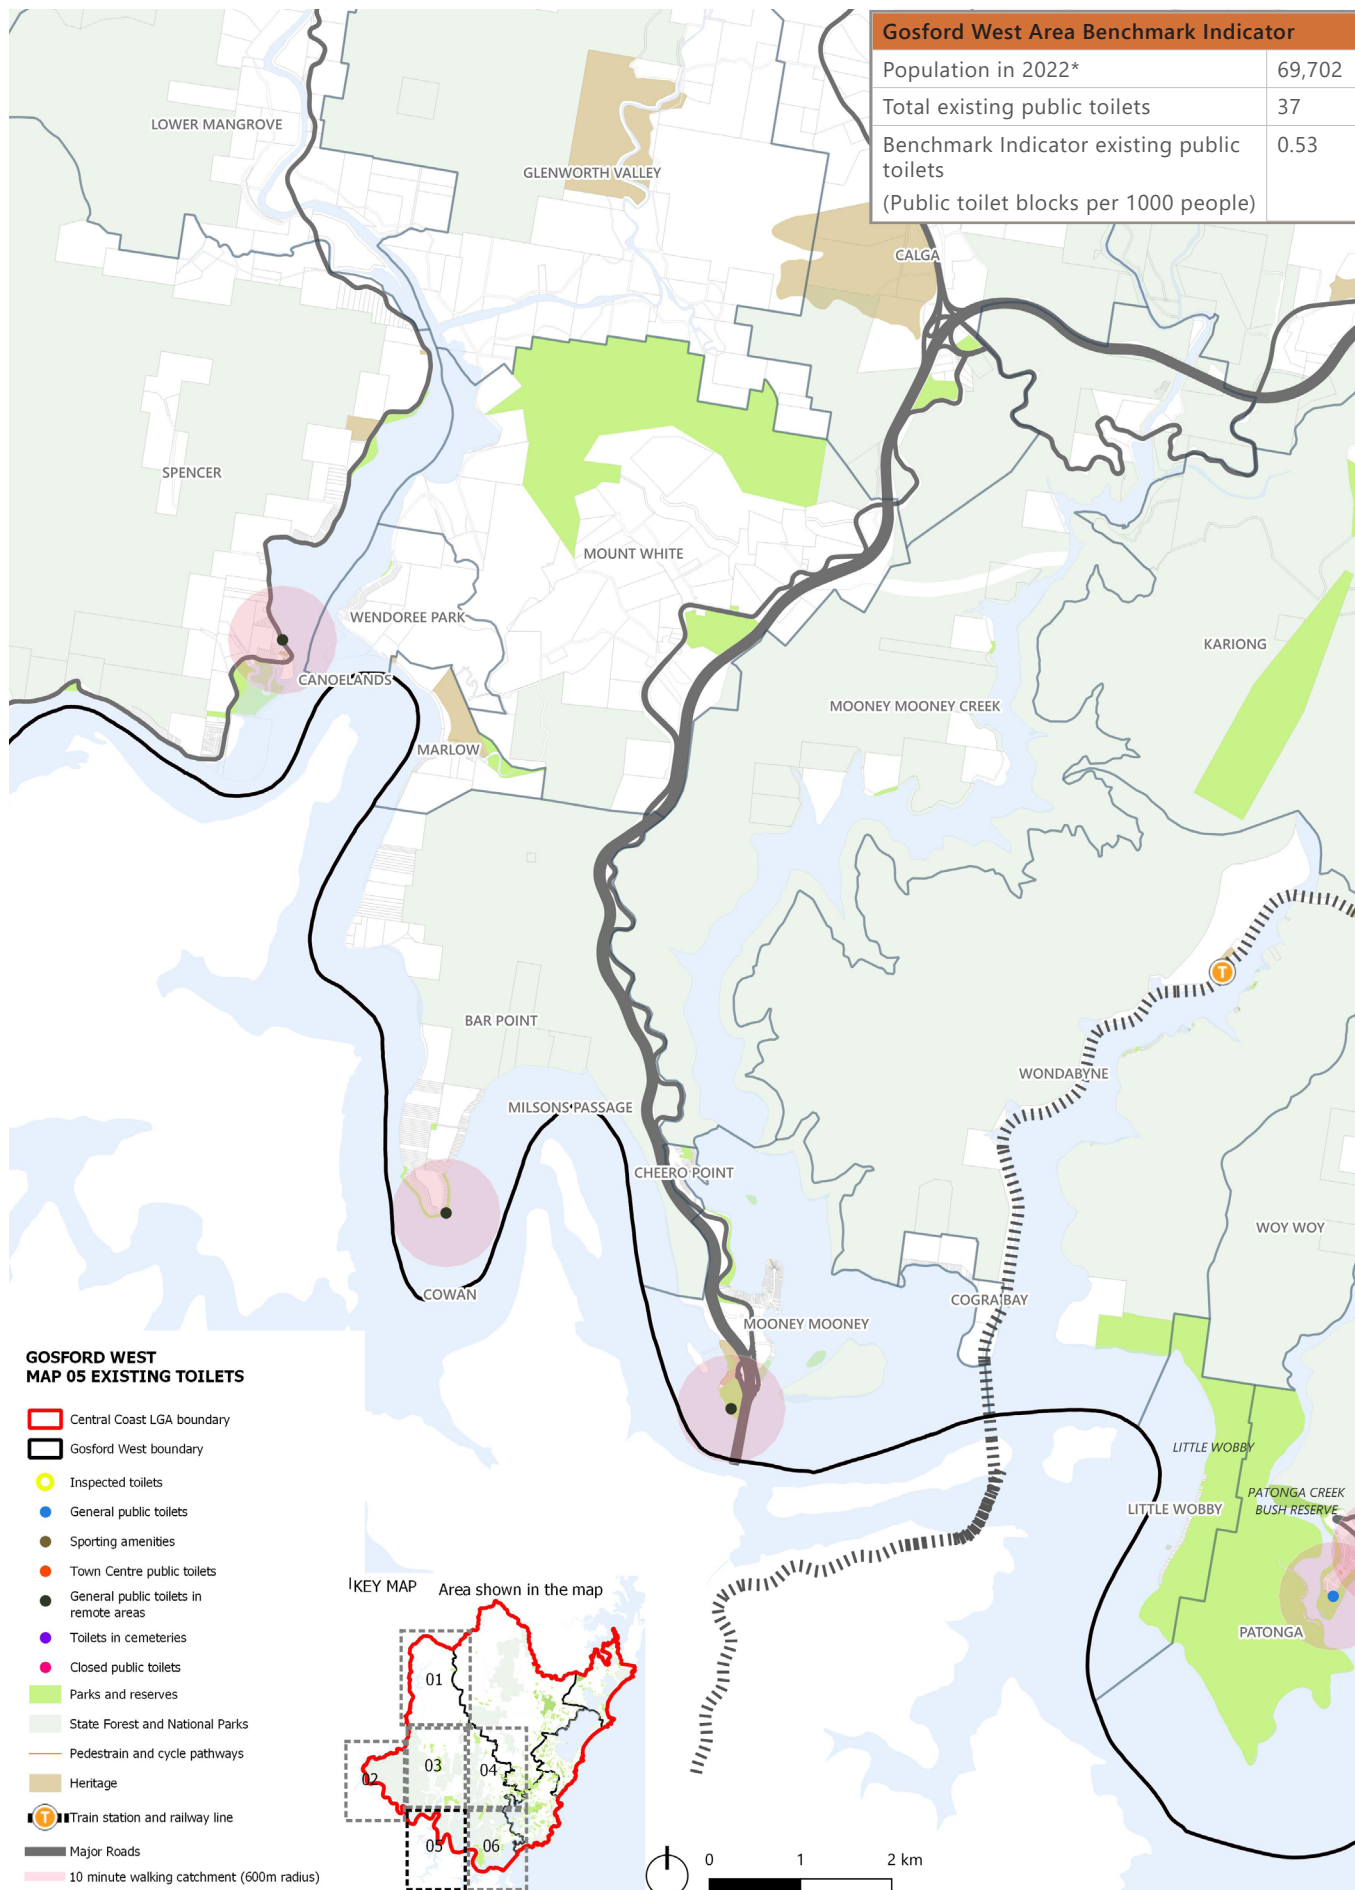 Gosford West Area Benchmark Indicator
Population in 2022* 69,702
Total existing public toilets 37
Benchmark Indicator existing public 0.53
toilets
(Public toilet blocks per 1000 people)
LOWER MANGROVE
GLENWORTH VALLEY
CALGA
SPENCER
MOUNT WHITE
WENDOREE PARK
KARIONG
CANOELANDS
MOONEY MOONEY CREEK
MARLOW
T
BAR POINT
WONDABYNE
MILSONS PASSAGE
CHEERO POINT
WOY WOY
COWAN
COGRA BAY
MOONEY MOONEY
LITTLE WOBBY
PATONGA CREEK
BUSH RESERVE
LITTLE WOBBY
PATONGA
GOSFORD WEST
MAP 05 EXISTING TOILETS
Central Coast LGA boundary
Gosford West boundary
Inspected toilets
General public toilets
Sporting amenities
Town Centre public toilets
General public toilets in
remote areas
Toilets in cemeteries
Closed public toilets
Parks and reserves
State Forest and National Parks
Pedestrain and cycle pathways
Heritage
T Train station and railway line
Major Roads
10 minute walking catchment (600m radius)
KEY MAP Area shown in the map
01
02
03
04
05
06
0 1 2 km